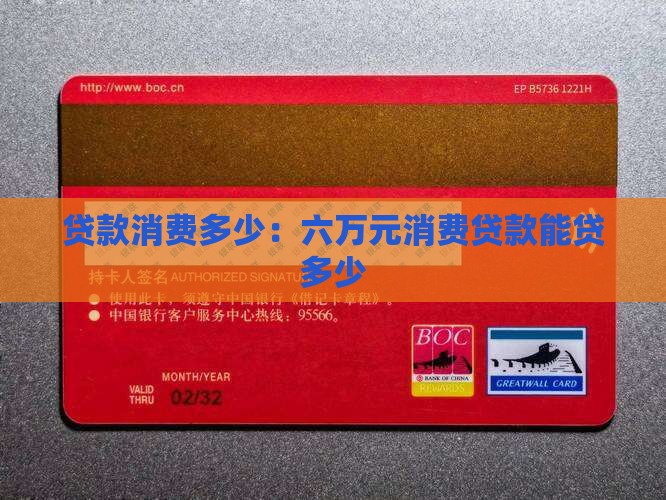 http://www.boc.cn
EP B5736 1221H
贷款消费多少：六万元消费贷款能贷
多少
持卡人签名 AUTHORIZED SIGNATU
使用此卡，须遵守中国银行《借记卡章程》。
中国银行客户服务中心热线：95566。
BOC
BANK OF CHINA
REWARDS
GREATWALL CARD
MONTH/YEAR
VALID
THRU
02/32